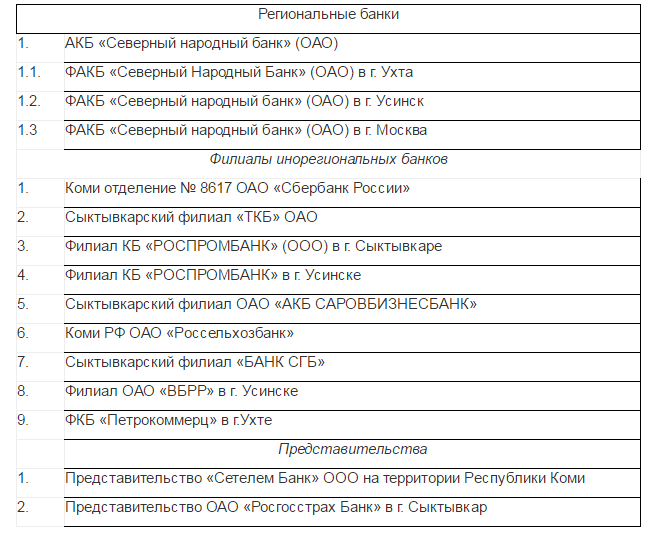 Региональные банки
1. АКБ «Северный народный банк» (ОАО)
1.1. ФАКБ «Северный Народный Банк» (ОАО) в г. Ухта
1.2. ФАКБ «Северный народный банк» (ОАО) в г. Усинск
1.3 ФАКБ «Северный народный банк» (ОАО) в г. Москва
Филиалы инорегиональных банков
1. Коми отделение № 8617 ОАО «Сбербанк России»
2. Сыктывкарский филиал «ТКБ» ОАО
3. Филиал КБ «РОСПРОМБАНК» (ООО) в г. Сыктывкаре
4. Филиал КБ «РОСПРОМБАНК» в г. Усинске
5. Сыктывкарский филиал ОАО «АКБ САРОВБИЗНЕСБАНК»
6. Коми РФ ОАО «Россельхозбанк»
7. Сыктывкарский филиал «БАНК СГБ»
8. Филиал ОАО «ВБРР» в г. Усинске
9. ФКБ «Петрокоммерц» в г.Ухте
Представительства
1. Представительство «Сетелем Банк» ООО на территории Республики Коми
2. Представительство ОАО «Росгосстрах Банк» в г. Сыктывкар